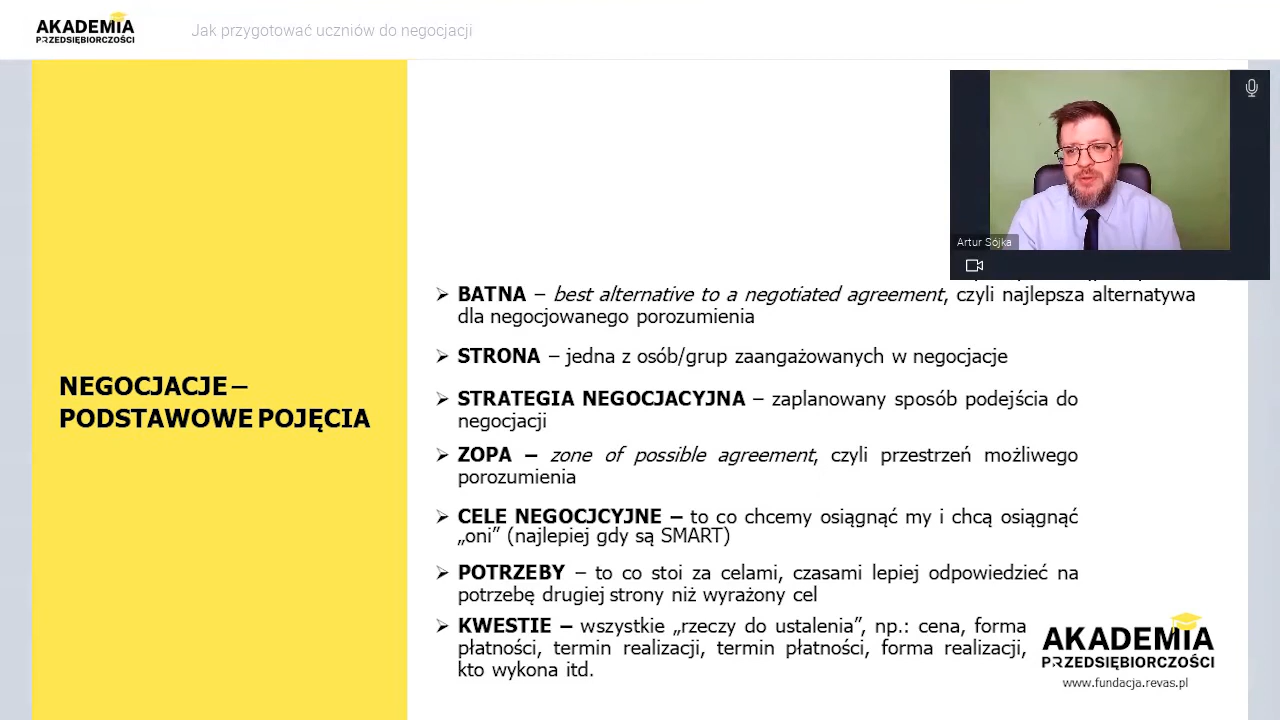 AKADEMIA
PRZEDSIĘBIORCZOŚCI
Jak przygotować uczniów do negocjacji
Artur Sójka
NEGOCJACJE –
PODSTAWOWE POJĘCIA
➢ BATNA – best alternative to a negotiated agreement, czyli najlepsza alternatywa
dla negocjowanego porozumienia
➢ STRONA – jedna z osób/grup zaangażowanych w negocjacje
➢ STRATEGIA NEGOCJACYJNA – zaplanowany sposób podejścia do
negocjacji
➢ ZOPA – zone of possible agreement, czyli przestrzeń możliwego
porozumienia
➢ CELE NEGOCJCYJNE – to co chcemy osiągnąć my i chcą osiągnąć
„oni” (najlepiej gdy są SMART)
➢ POTRZEBY – to co stoi za celami, czasami lepiej odpowiedzieć na
potrzebę drugiej strony niż wyrażony cel
➢ KWESTIE – wszystkie „rzeczy do ustalenia”, np.: cena, forma
płatności, termin realizacji, termin płatności, forma realizacji,
kto wykona itd.
AKADEMIA
PRZEDSIĘBIORCZOŚCI
www.fundacja.revas.pl